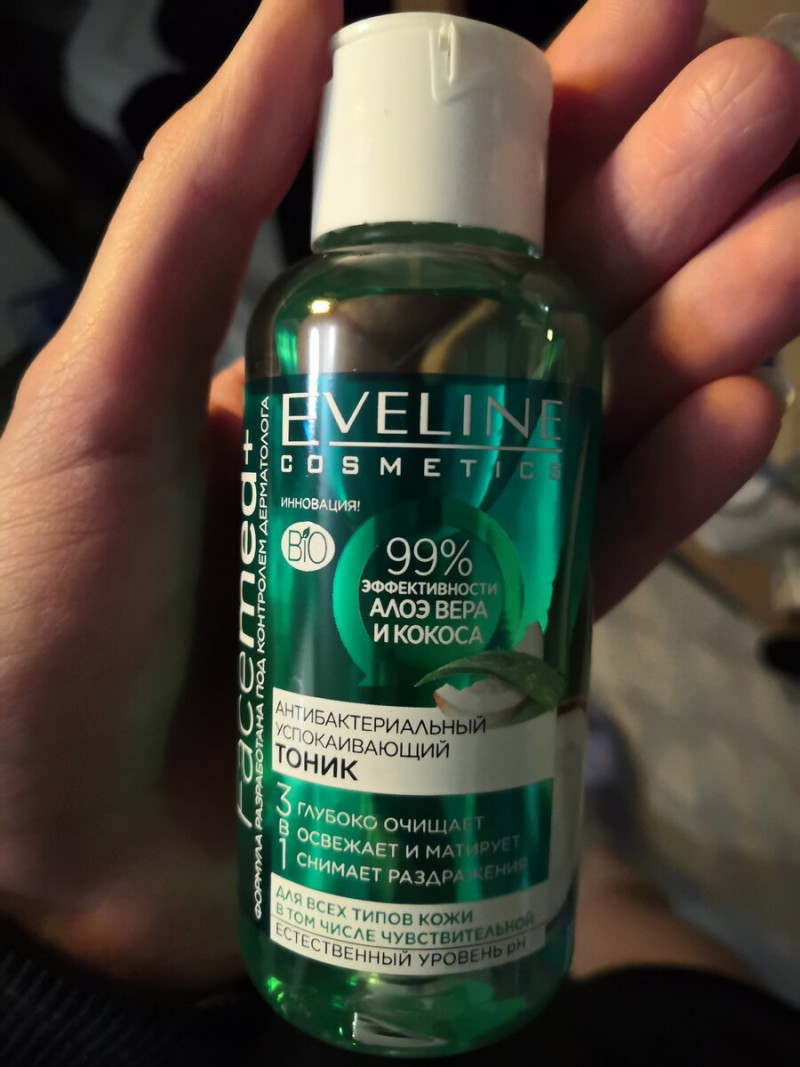 EVELINE
COSMETICS
ИННОВАЦИЯ!
BIO
99%
ЭФФЕКТИВНОСТИ
АЛОЭ ВЕРА
И КОКОСА
Facemed+
ФОРМУЛА РАЗРАБОТАНА ПОД КОНТРОЛЕМ ДЕРМАТОЛОГА
АНТИБАКТЕРИАЛЬНЫЙ
УСПОКАИВАЮЩИЙ
ТОНИК
3 ГЛУБОКО ОЧИЩАЕТ
В ОСВЕЖАЕТ И МАТИРУЕТ
1 СНИМАЕТ РАЗДРАЖЕНИЯ
ДЛЯ ВСЕХ ТИПОВ КОЖИ
В ТОМ ЧИСЛЕ ЧУВСТВИТЕЛЬНОЙ
ЕСТЕСТВЕННЫЙ УРОВЕНЬ pH